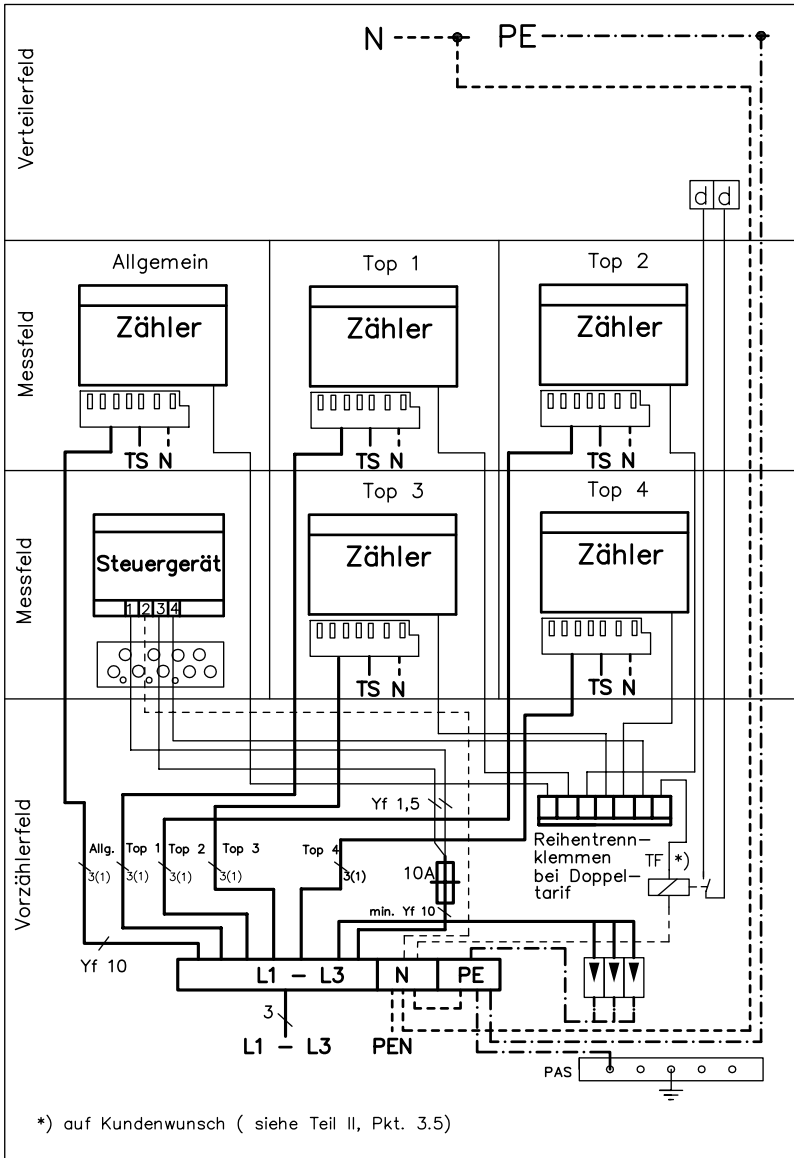 N
PE
Verteilerfeld
d d
Allgemein
Top 1
Top 2
Messfeld
Zähler
Zähler
Zähler
TS N
TS N
TS N
Top 3
Top 4
Messfeld
Steuergerät
1 2 3 4
Zähler
Zähler
TS N
TS N
Vorzählerfeld
Yf 1,5
Allg.
Top 1
Top 2
Top 3
Top 4
3(1)
3(1)
3(1)
3(1)
3(1)
10A
Reihentrenn-
klemmen
bei Doppel-
tarif
TF *)
min. Yf 10
Yf 10
L1 - L3
N
PE
3
L1 - L3
PEN
PAS
*) auf Kundenwunsch ( siehe Teil II, Pkt. 3.5)